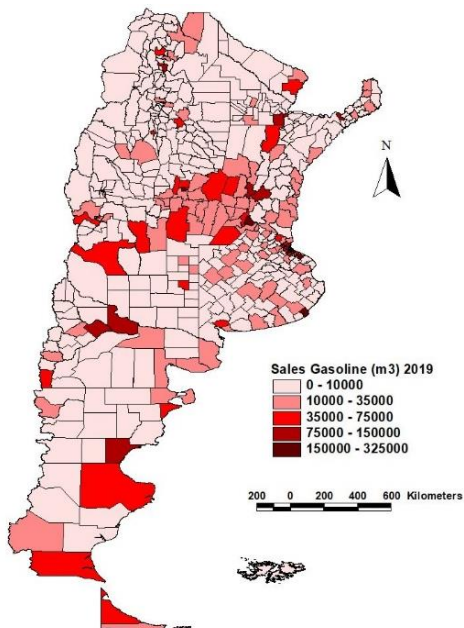 N
Sales Gasoline (m3) 2019
0 - 10000
10000 - 35000
35000 - 75000
75000 - 150000
150000 - 325000
200 0 200 400 600 Kilometers